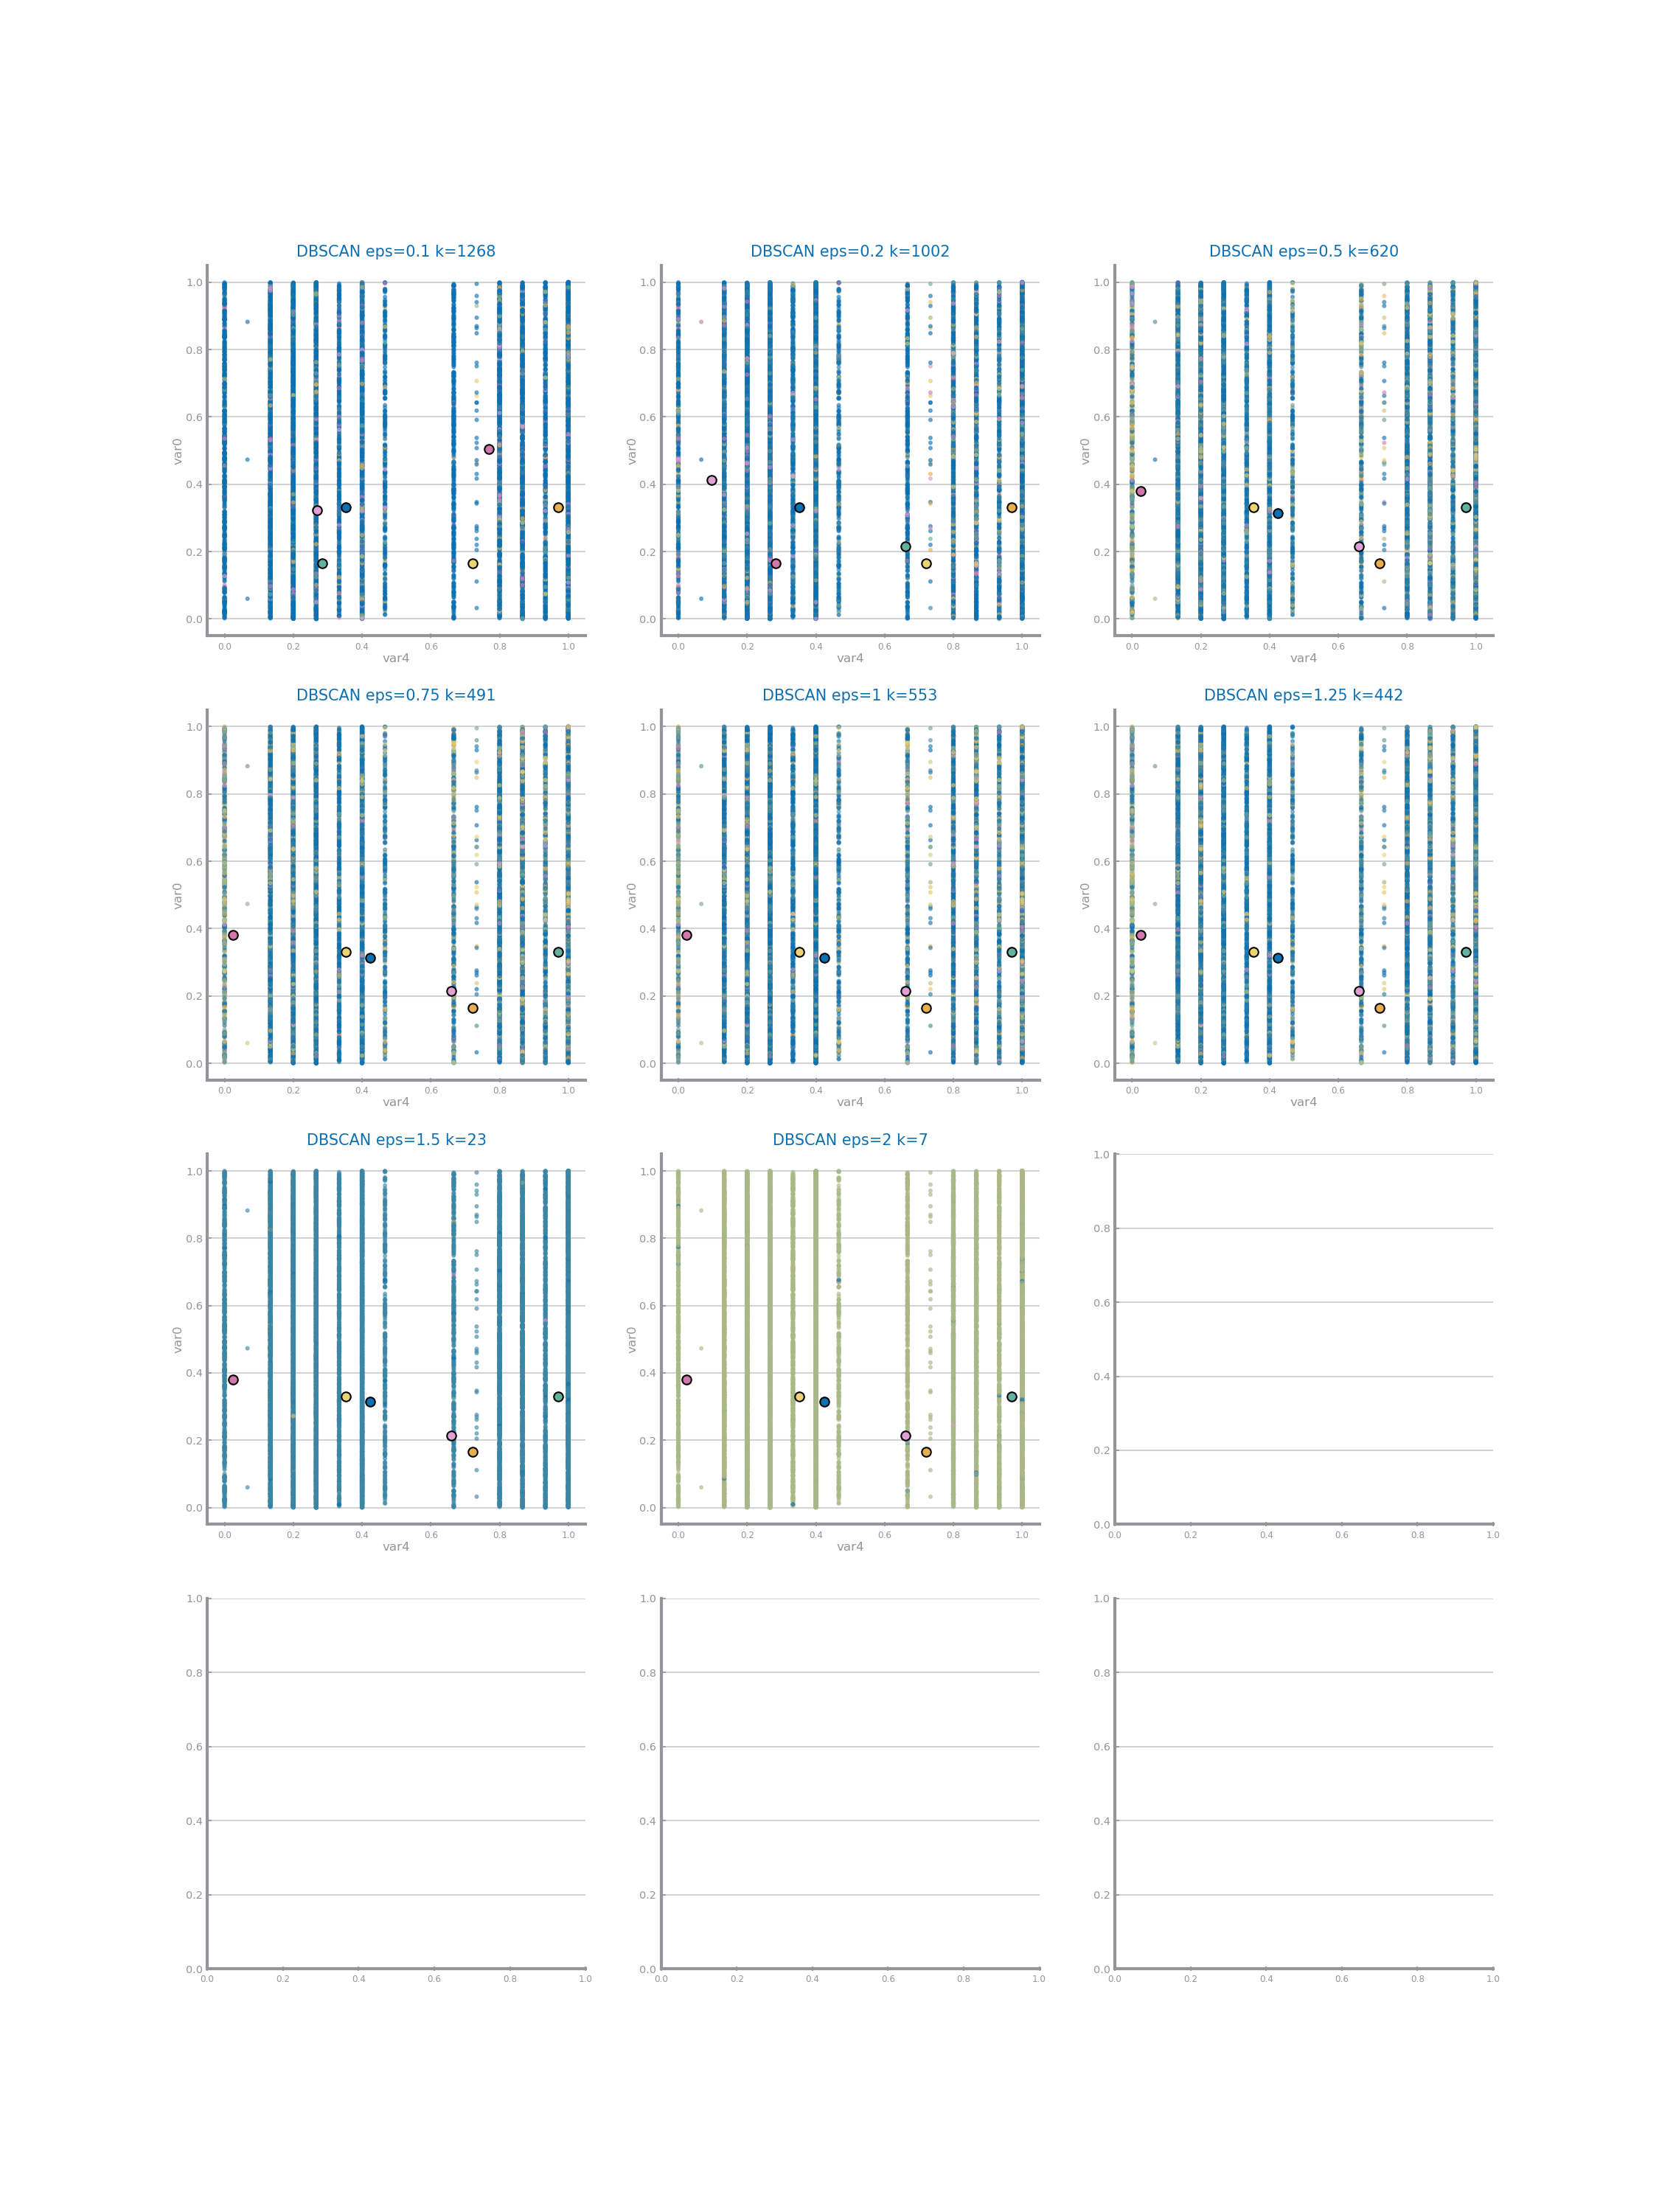 DBSCAN eps=0.1 k=1268 DBSCAN eps=0.2 k=1002 DBSCAN eps=0.5 k=620
1.0 1.0 1.0
0.8 0.8 0.8
0.6 0.6 0.6
var0 var0 var0
0.4 0.4 0.4
0.2 0.2 0.2
0.0 0.0 0.0
0.0 0.2 0.4 0.6 0.8 1.0 0.0 0.2 0.4 0.6 0.8 1.0 0.0 0.2 0.4 0.6 0.8 1.0
var4 var4 var4
DBSCAN eps=0.75 k=491 DBSCAN eps=1 k=553 DBSCAN eps=1.25 k=442
1.0 1.0 1.0
0.8 0.8 0.8
0.6 0.6 0.6
var0 var0 var0
0.4 0.4 0.4
0.2 0.2 0.2
0.0 0.0 0.0
0.0 0.2 0.4 0.6 0.8 1.0 0.0 0.2 0.4 0.6 0.8 1.0 0.0 0.2 0.4 0.6 0.8 1.0
var4 var4 var4
DBSCAN eps=1.5 k=23 DBSCAN eps=2 k=7
1.0 1.0 1.0
0.8 0.8 0.8
0.6 0.6 0.6
var0 var0
0.4 0.4 0.4
0.2 0.2 0.2
0.0 0.0 0.0
0.0 0.2 0.4 0.6 0.8 1.0 0.0 0.2 0.4 0.6 0.8 1.0 0.0 0.2 0.4 0.6 0.8 1.0
var4 var4
1.0 1.0 1.0
0.8 0.8 0.8
0.6 0.6 0.6
0.4 0.4 0.4
0.2 0.2 0.2
0.0 0.0 0.0
0.0 0.2 0.4 0.6 0.8 1.0 0.0 0.2 0.4 0.6 0.8 1.0 0.0 0.2 0.4 0.6 0.8 1.0